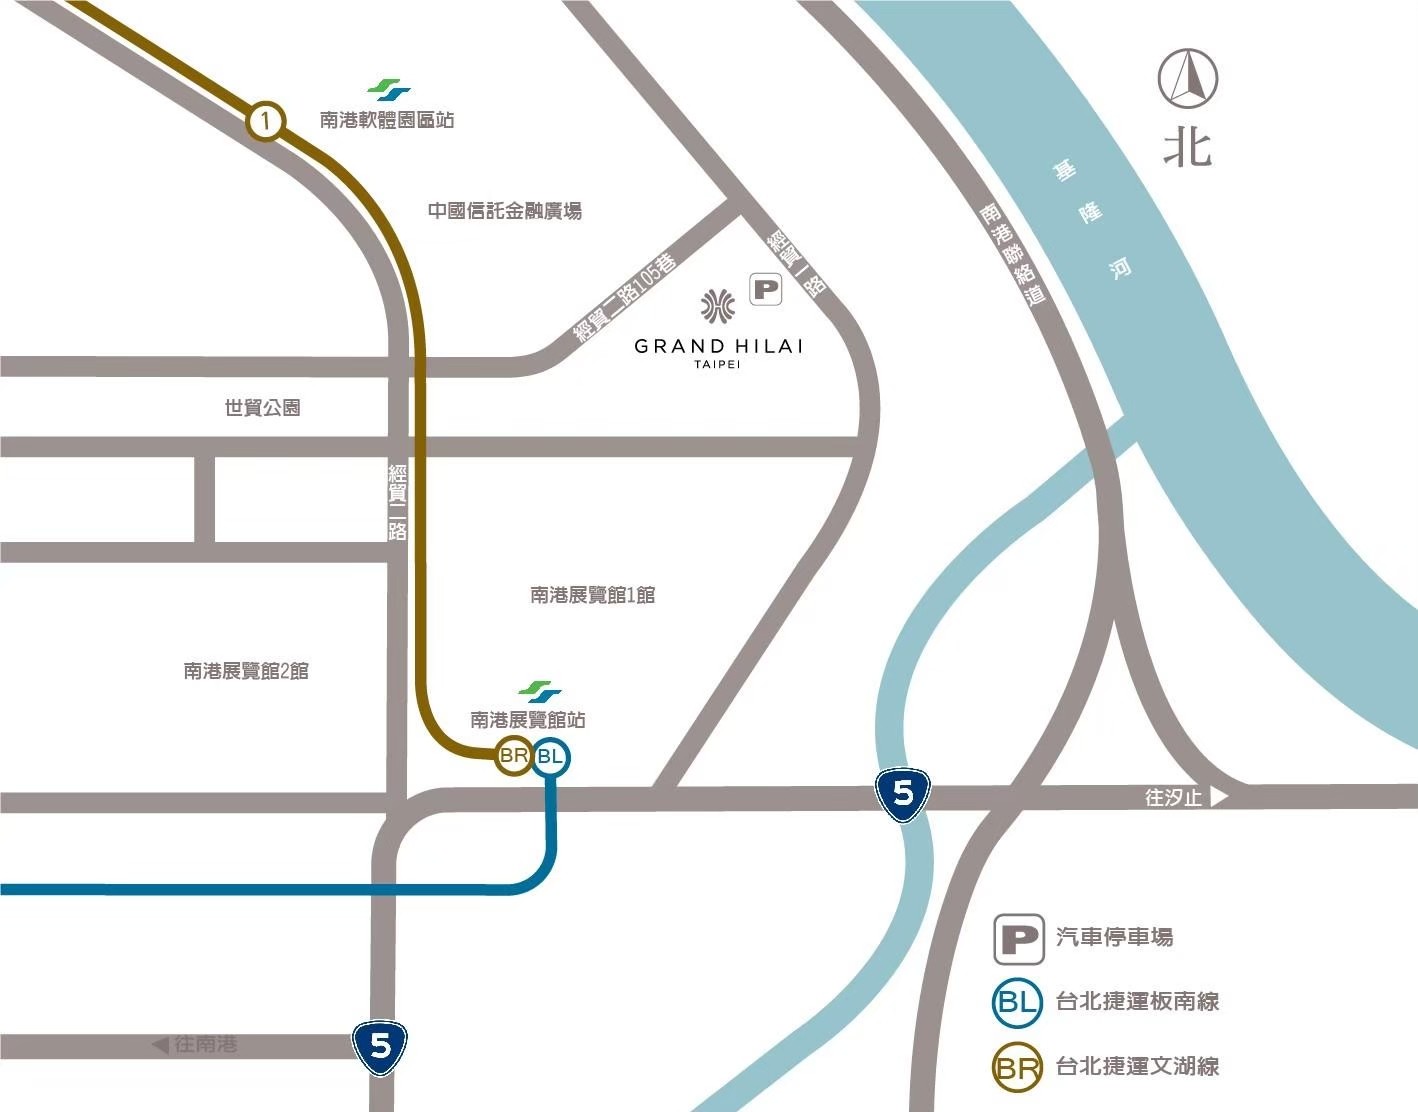 北
1
南港軟體園區站
中國信託金融廣場
基隆河
南港聯絡道
經貿一路
經貿二路105巷
P
GRAND HILAI
TAIPEI
世貿公園
經貿二路
南港展覽館1館
南港展覽館2館
南港展覽館站
BR BL
5
往汐止
P 汽車停車場
BL 台北捷運板南線
往南港
5
BR 台北捷運文湖線